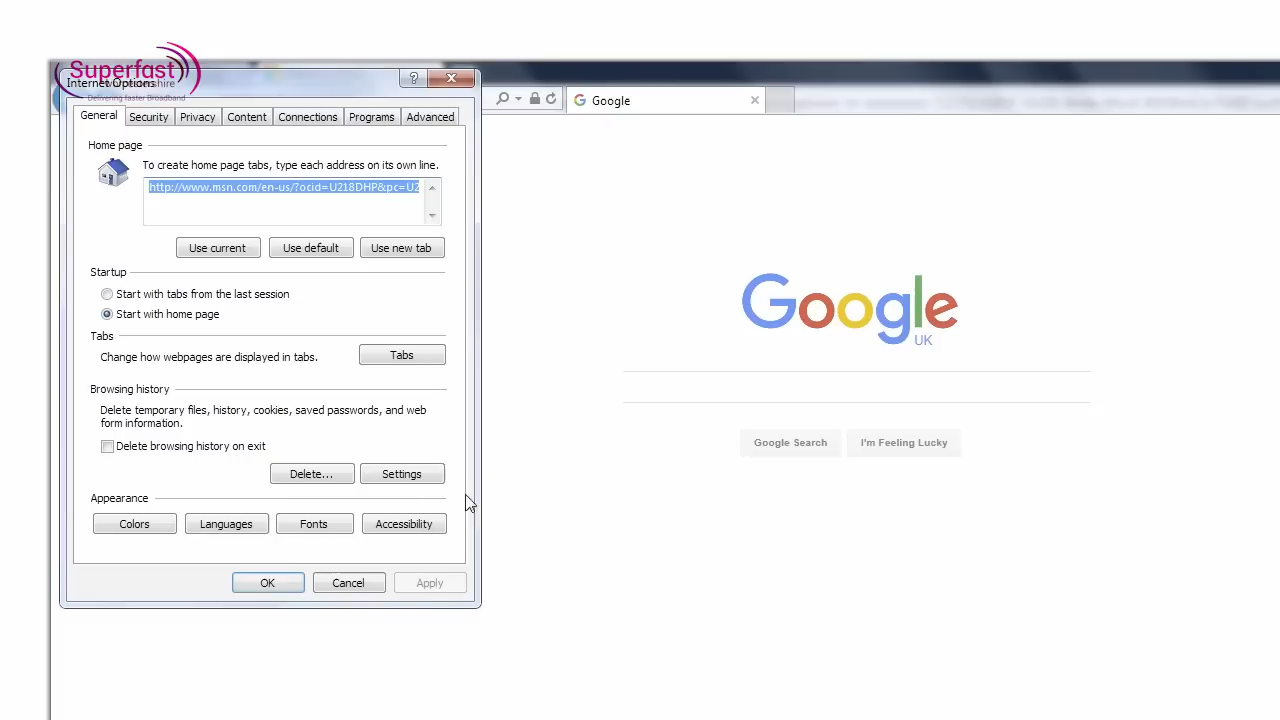 Superfast
Internet Options
Delivering faster Broadband
?
Google
General
Security
Privacy
Content
Connections
Programs
Advanced
Home page
To create home page tabs, type each address on its own line.
http://www.msn.com/en-us/?ocid=U218DHP&pc=U2
Use current
Use default
Use new tab
Startup
Start with tabs from the last session
Start with home page
Tabs
Change how webpages are displayed in tabs.
Tabs
Browsing history
Delete temporary files, history, cookies, saved passwords, and web
form information.
Delete browsing history on exit
Delete...
Settings
Appearance
Colors
Languages
Fonts
Accessibility
OK
Cancel
Apply
Google
UK
Google Search
I'm Feeling Lucky